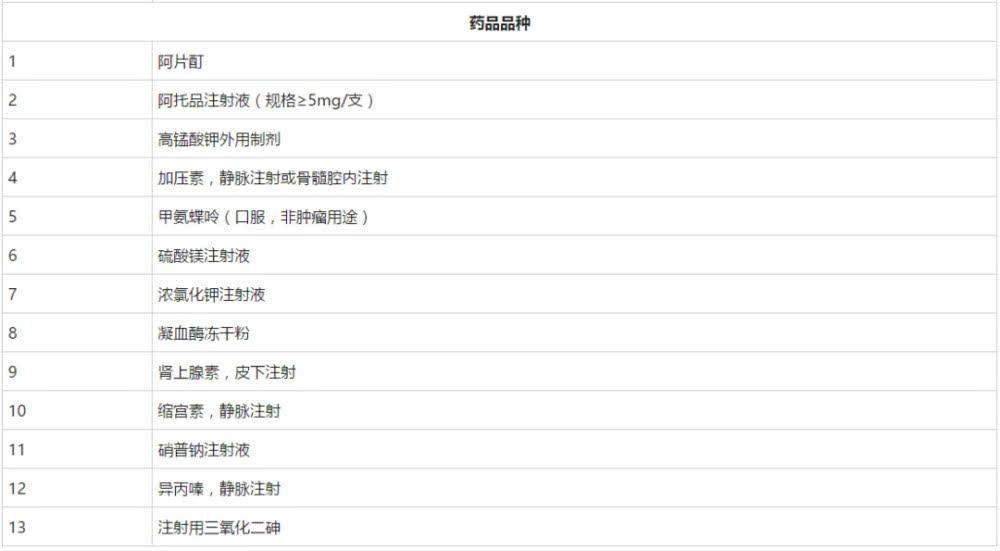 药品品种
1 阿片酊
2 阿托品注射液（规格≥5mg/支）
3 高锰酸钾外用制剂
4 加压素，静脉注射或骨髓腔内注射
5 甲氨蝶呤（口服，非肿瘤用途）
6 硫酸镁注射液
7 浓氯化钾注射液
8 凝血酶冻干粉
9 肾上腺素，皮下注射
10 缩宫素，静脉注射
11 硝普钠注射液
12 异丙嗪，静脉注射
13 注射用三氧化二砷